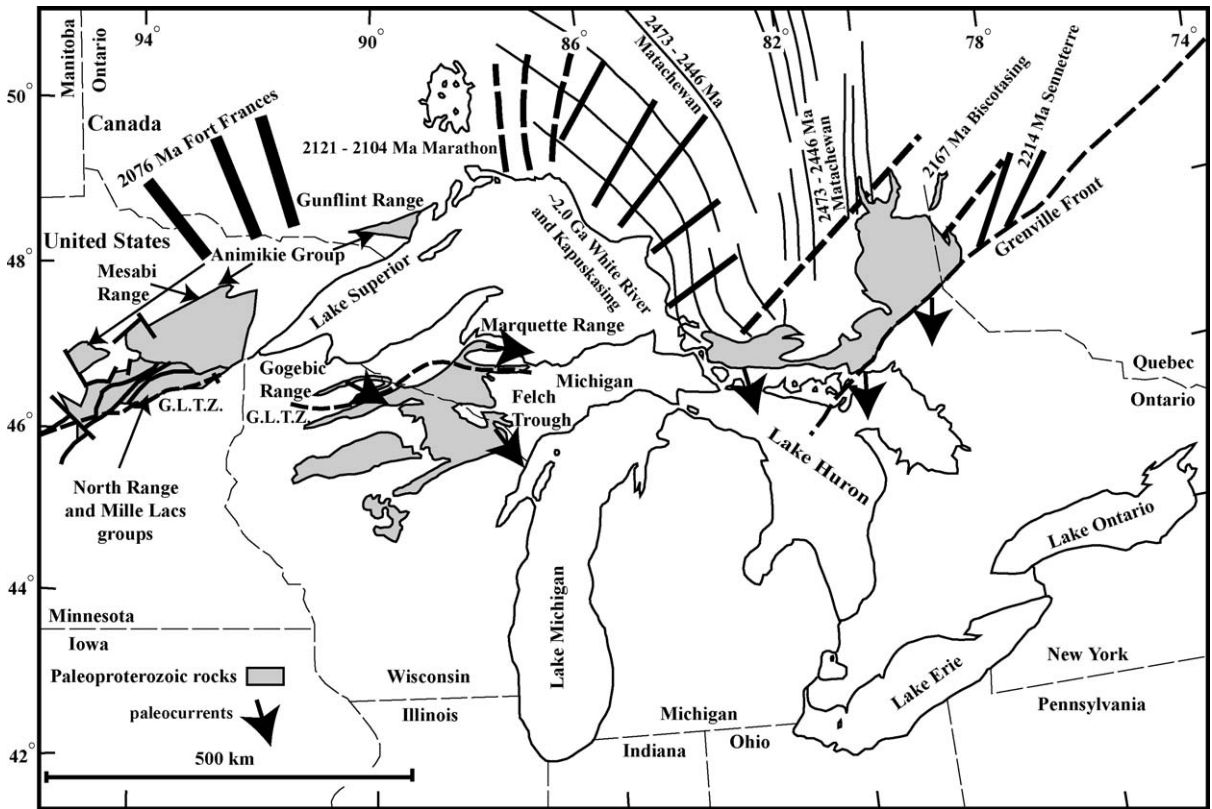 94°
90°
86°
82°
78°
74°
50°
48°
46°
44°
42°
Manitoba
Ontario
Canada
United States
2076 Ma Fort Frances
2121 - 2104 Ma Marathon
2473 - 2446 Ma
Matachewan
2473 - 2446 Ma
Matachewan
2167 Ma Biscotasing
2214 Ma Senneterre
Grenville Front
Gunflint Range
Animikie Group
Mesabi
Range
Lake Superior
~2.0 Ga White River
and Kapuskasing
Marquette Range
Gogebic
Range
G.L.T.Z.
G.L.T.Z.
Michigan
Felch
Trough
Quebec
Ontario
North Range
and Mille Lacs
groups
Lake Huron
Lake Ontario
Lake Michigan
Lake Erie
Minnesota
Iowa
Wisconsin
Illinois
Michigan
Indiana
Ohio
New York
Pennsylvania
Paleoproterozoic rocks
paleocurrents
500 km